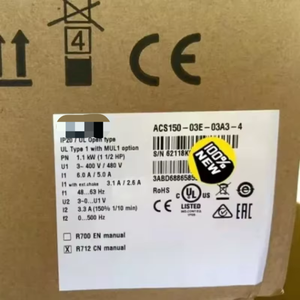 4
CE
ACS150-03E-03A3-4
IP20 / UL Open type
UL Type 1 with MUL1 option
PN 1.1 kW (1 1/2 HP)
U1 3~ 400 V / 480 V
I1 6.0 A / 5.0 A
I1 with ext.choke 3.1 A / 2.6 A
f1 48...63 Hz
U2 3~ 0...U1 V
I2 3.3 A (150% 1/10 min)
f2 0...500 Hz
S/N
100%
NEW
RoHS
CE
C UL US
LISTED
R700 EN manual
R712 CN manual